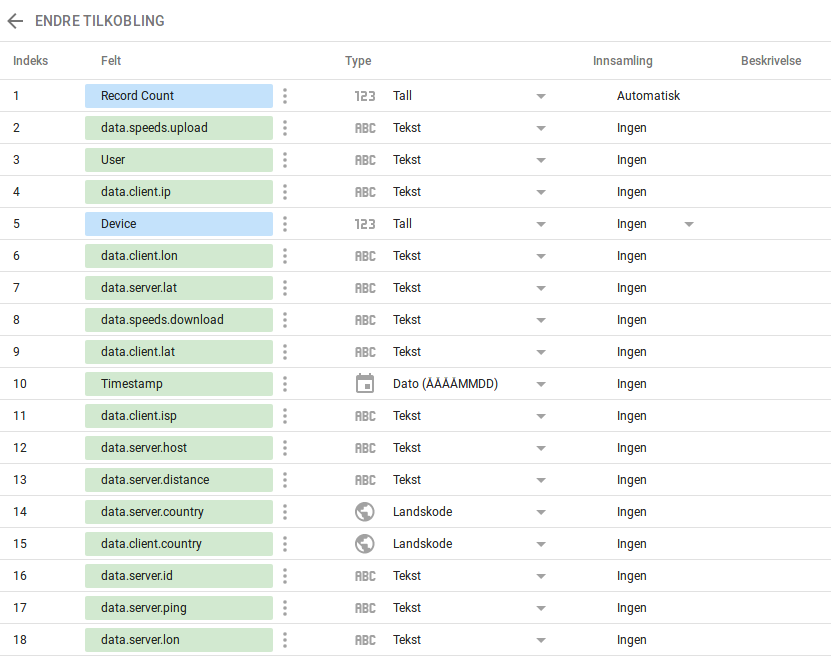 ENDRE TILKOBLING
Indeks Felt Type Innsamling Beskrivelse
1 Record Count 123 Tall Automatisk
2 data.speeds.upload ABC Tekst Ingen
3 User ABC Tekst Ingen
4 data.client.ip ABC Tekst Ingen
5 Device 123 Tall Ingen
6 data.client.lon ABC Tekst Ingen
7 data.server.lat ABC Tekst Ingen
8 data.speeds.download ABC Tekst Ingen
9 data.client.lat ABC Tekst Ingen
10 Timestamp Dato (ÅÅÅÅMMDD) Ingen
11 data.client.isp ABC Tekst Ingen
12 data.server.host ABC Tekst Ingen
13 data.server.distance ABC Tekst Ingen
14 data.server.country Landskode Ingen
15 data.client.country Landskode Ingen
16 data.server.id ABC Tekst Ingen
17 data.server.ping ABC Tekst Ingen
18 data.server.lon ABC Tekst Ingen